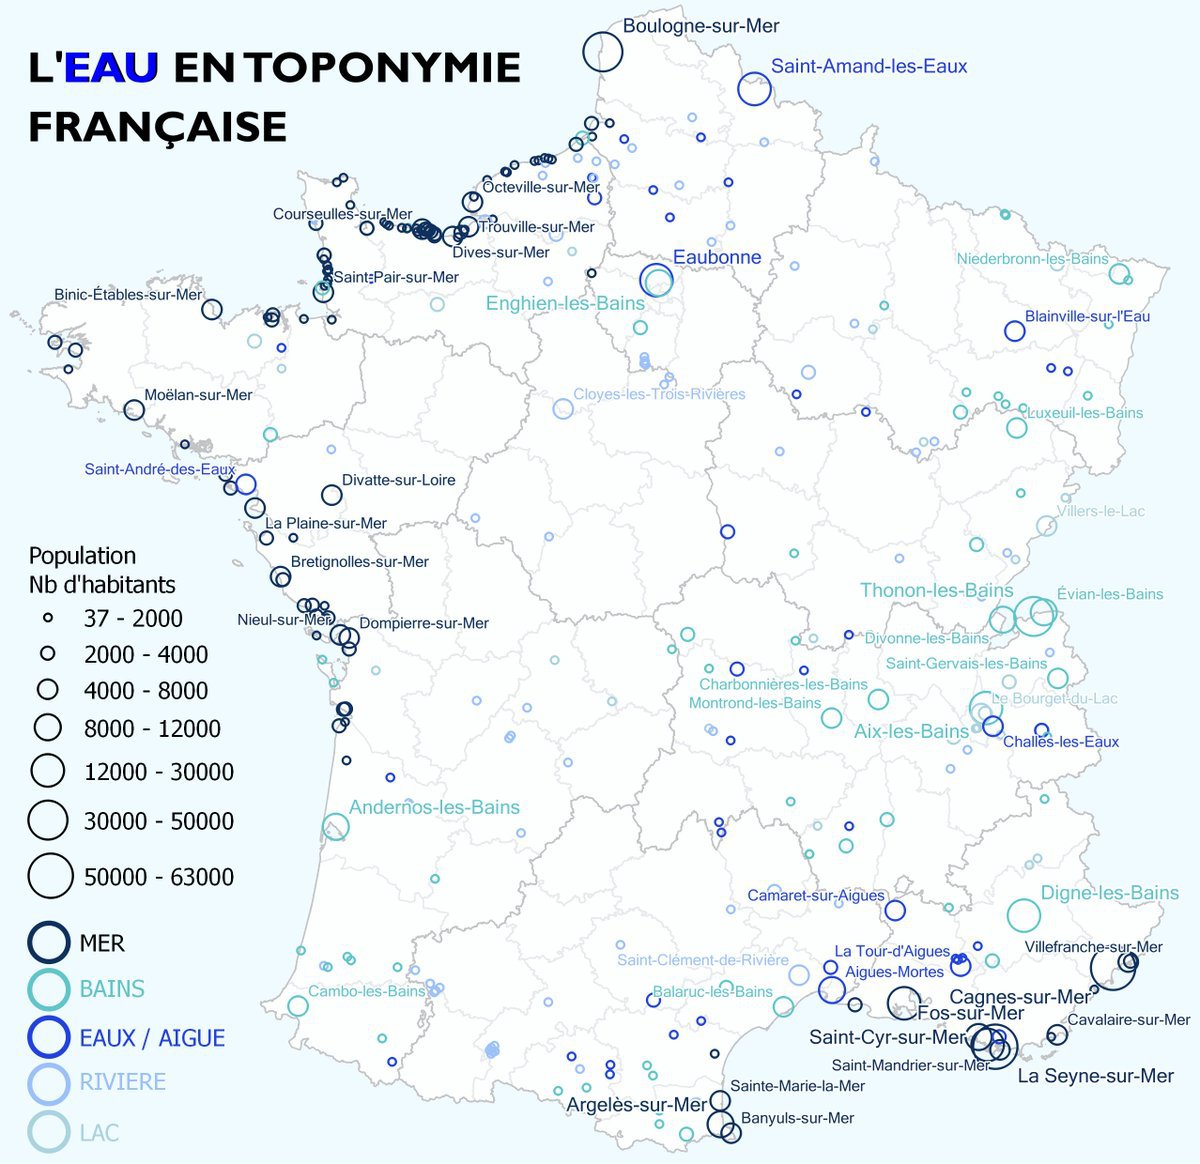 L'EAU EN TOPONYMIE
FRANÇAISE
Boulogne-sur-Mer
Saint-Amand-les-Eaux
Octeville-sur-Mer
Courseulles-sur-Mer
Trouville-sur-Mer
Dives-sur-Mer
Eaubonne
Niederbronn-les-Bains
Saint-Pair-sur-Mer
Binic-Étables-sur-Mer
Enghien-les-Bains
Blainville-sur-l'Eau
Moëlan-sur-Mer
Cloyes-les-Trois-Rivières
Luxeuil-les-Bains
Saint-André-des-Eaux
Divatte-sur-Loire
Villers-le-Lac
La Plaine-sur-Mer
Bretignolles-sur-Mer
Thonon-les-Bains
Évian-les-Bains
Nieul-sur-Mer
Dompierre-sur-Mer
Divonne-les-Bains
Saint-Gervais-les-Bains
Charbonnières-les-Bains
Le Bourget-du-Lac
Montrond-les-Bains
Aix-les-Bains
Challes-les-Eaux
Andernos-les-Bains
Camaret-sur-Aigues
Digne-les-Bains
Villefranche-sur-Mer
La Tour-d'Aigues
Saint-Clément-de-Rivière
Aigues-Mortes
Cambo-les-Bains
Balaruc-les-Bains
Cagnes-sur-Mer
Fos-sur-Mer
Cavalaire-sur-Mer
Saint-Cyr-sur-Mer
Saint-Mandrier-sur-Mer
La Seyne-sur-Mer
Sainte-Marie-la-Mer
Argelès-sur-Mer
Banyuls-sur-Mer
Population
Nb d'habitants
37 - 2000
2000 - 4000
4000 - 8000
8000 - 12000
12000 - 30000
30000 - 50000
50000 - 63000
MER
BAINS
EAUX / AIGUE
RIVIERE
LAC